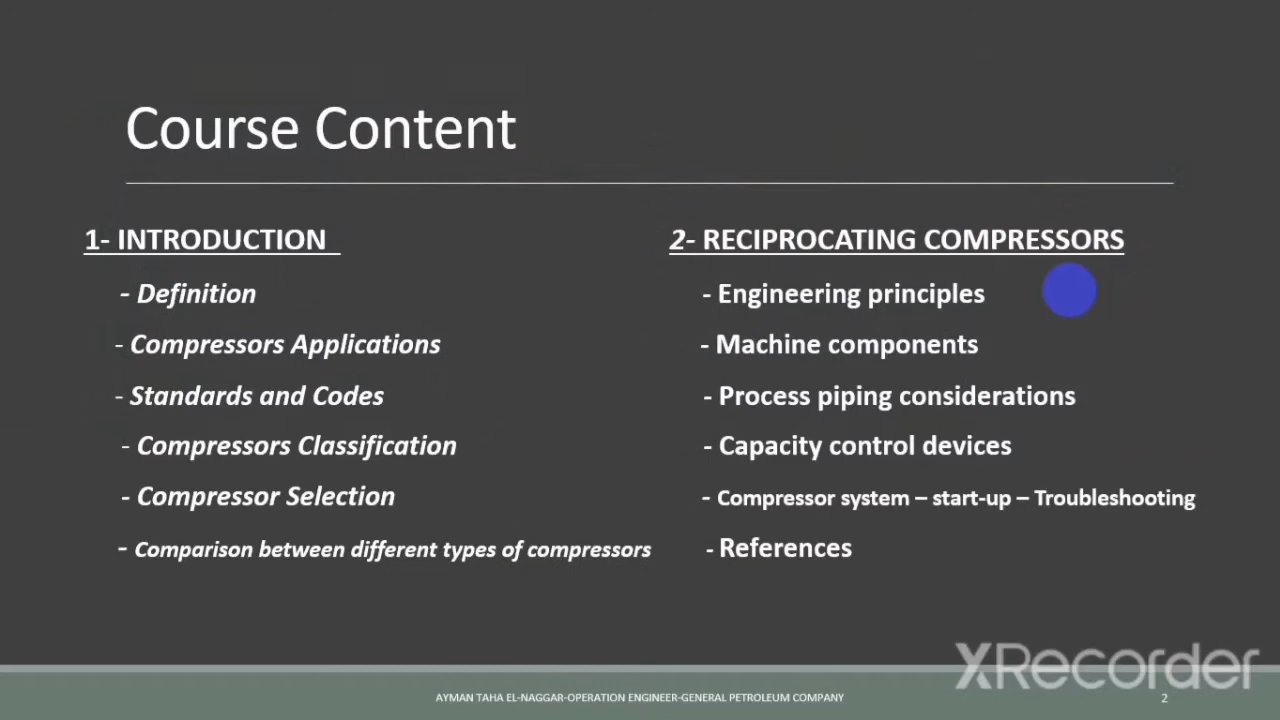 Course Content
1- INTRODUCTION
- Definition
- Compressors Applications
- Standards and Codes
- Compressors Classification
- Compressor Selection
- Comparison between different types of compressors
2- RECIPROCATING COMPRESSORS
- Engineering principles
- Machine components
- Process piping considerations
- Capacity control devices
- Compressor system – start-up – Troubleshooting
- References
XRecorder
AYMAN TAHA EL-NAGGAR-OPERATION ENGINEER-GENERAL PETROLEUM COMPANY
2